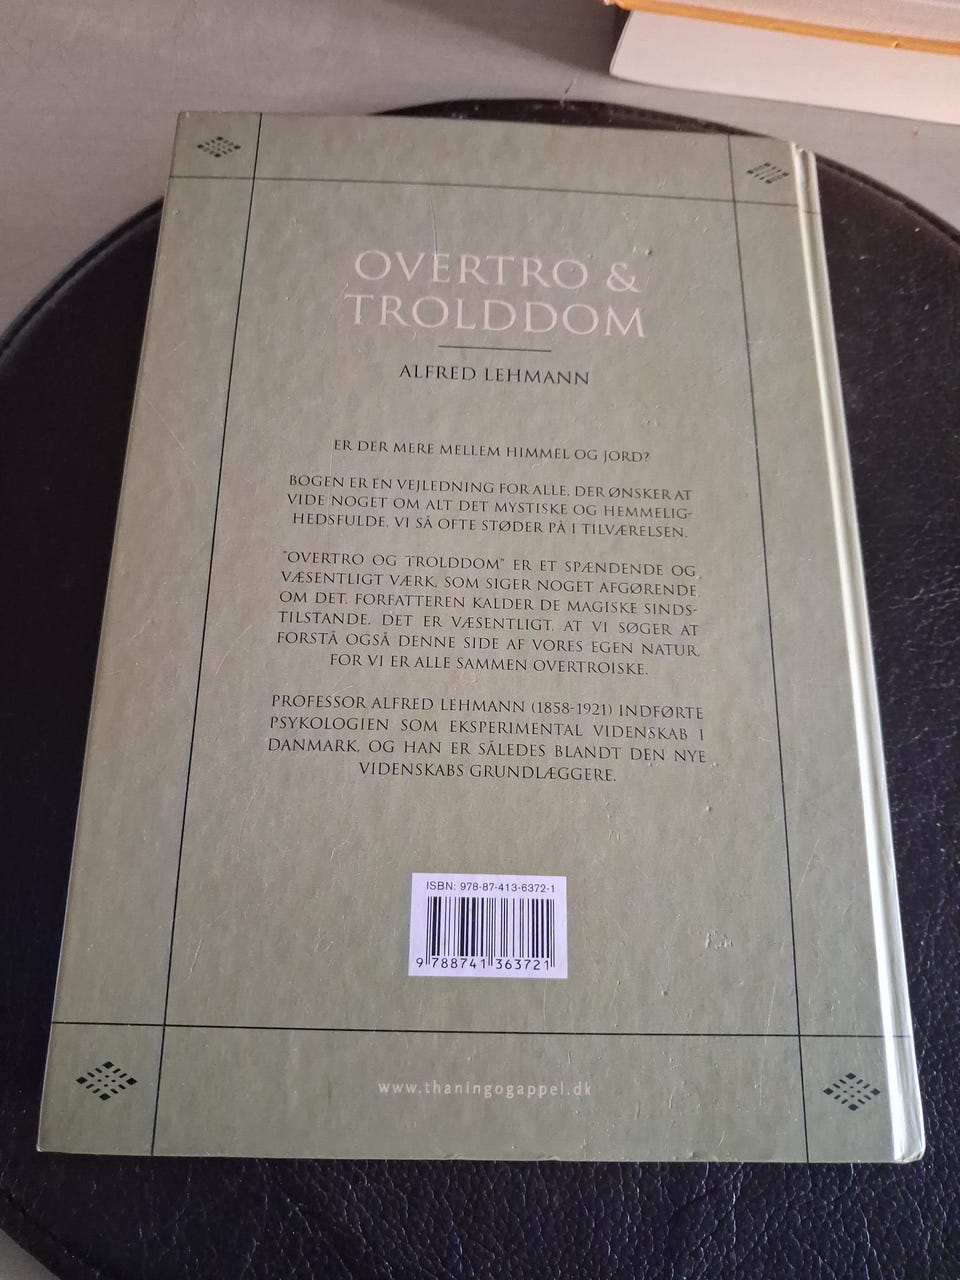 OVERTRO &
TROLDDOM
ALFRED LEHMANN
ER DER MERE MELLEM HIMMEL OG JORD?
BOGEN ER EN VEJLEDNING FOR ALLE, DER ØNSKER AT
VIDE NOGET OM ALT DET MYSTISKE OG HEMMELIG-
HEDSFULDE, VI SÅ OFTE STØDER PÅ I TILVÆRELSEN.
"OVERTRO OG TROLDDOM" ER ET SPÆNDENDE OG
VÆSENTLIGT VÆRK, SOM SIGER NOGET AFGØRENDE
OM DET, FORFATTEREN KALDER DE MAGISKE SINDS-
TILSTANDE. DET ER VÆSENTLIGT, AT VI SØGER AT
FORSTÅ OGSÅ DENNE SIDE AF VORES EGEN NATUR,
FOR VI ER ALLE SAMMEN OVERTROISKE.
PROFESSOR ALFRED LEHMANN (1858-1921) INDFØRTE
PSYKOLOGIEN SOM EKSPERIMENTAL VIDENSKAB I
DANMARK, OG HAN ER SÅLEDES BLANDT DEN NYE
VIDENSKABS GRUNDLÆGGERE.
ISBN: 978-87-413-6372-1
9 788741 363721
www.thaningogappel.dk